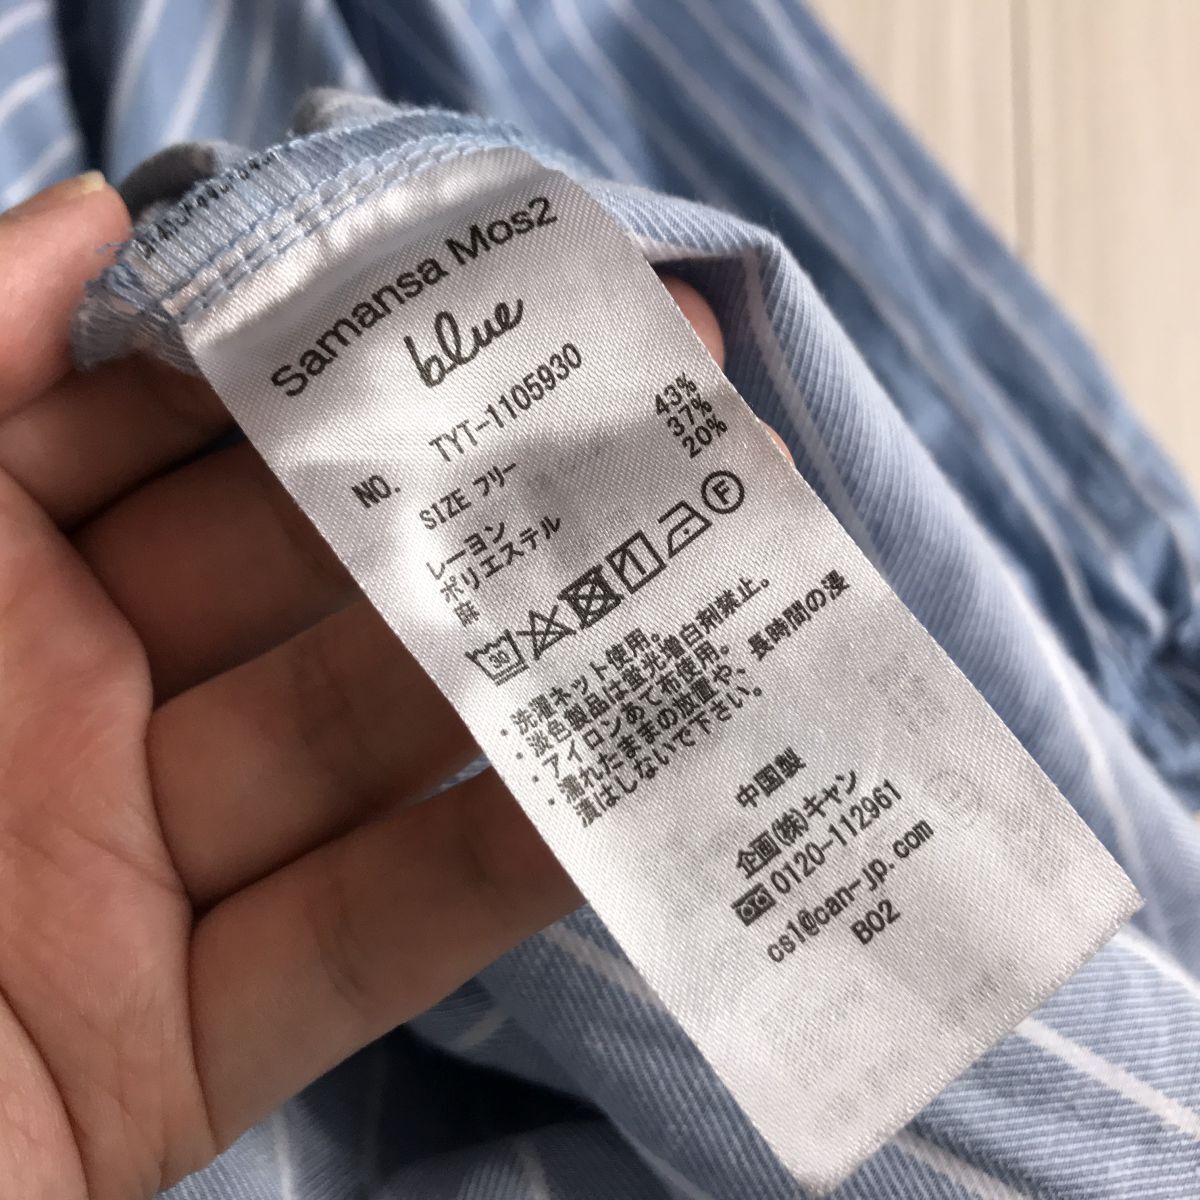 Samansa Mos2
blue
NO. TYT-1105930
SIZE フリー
レーヨン 43%
ポリエステル 37%
麻 20%
30 F
・洗濯ネット使用。
・淡色製品は蛍光増白剤禁止。
・アイロンあて布使用。
・濡れたままの放置や、長時間の浸
漬はしないで下さい。
中国製
企画(株)キャン
0120-112961
cs1@can-jp.com
B02